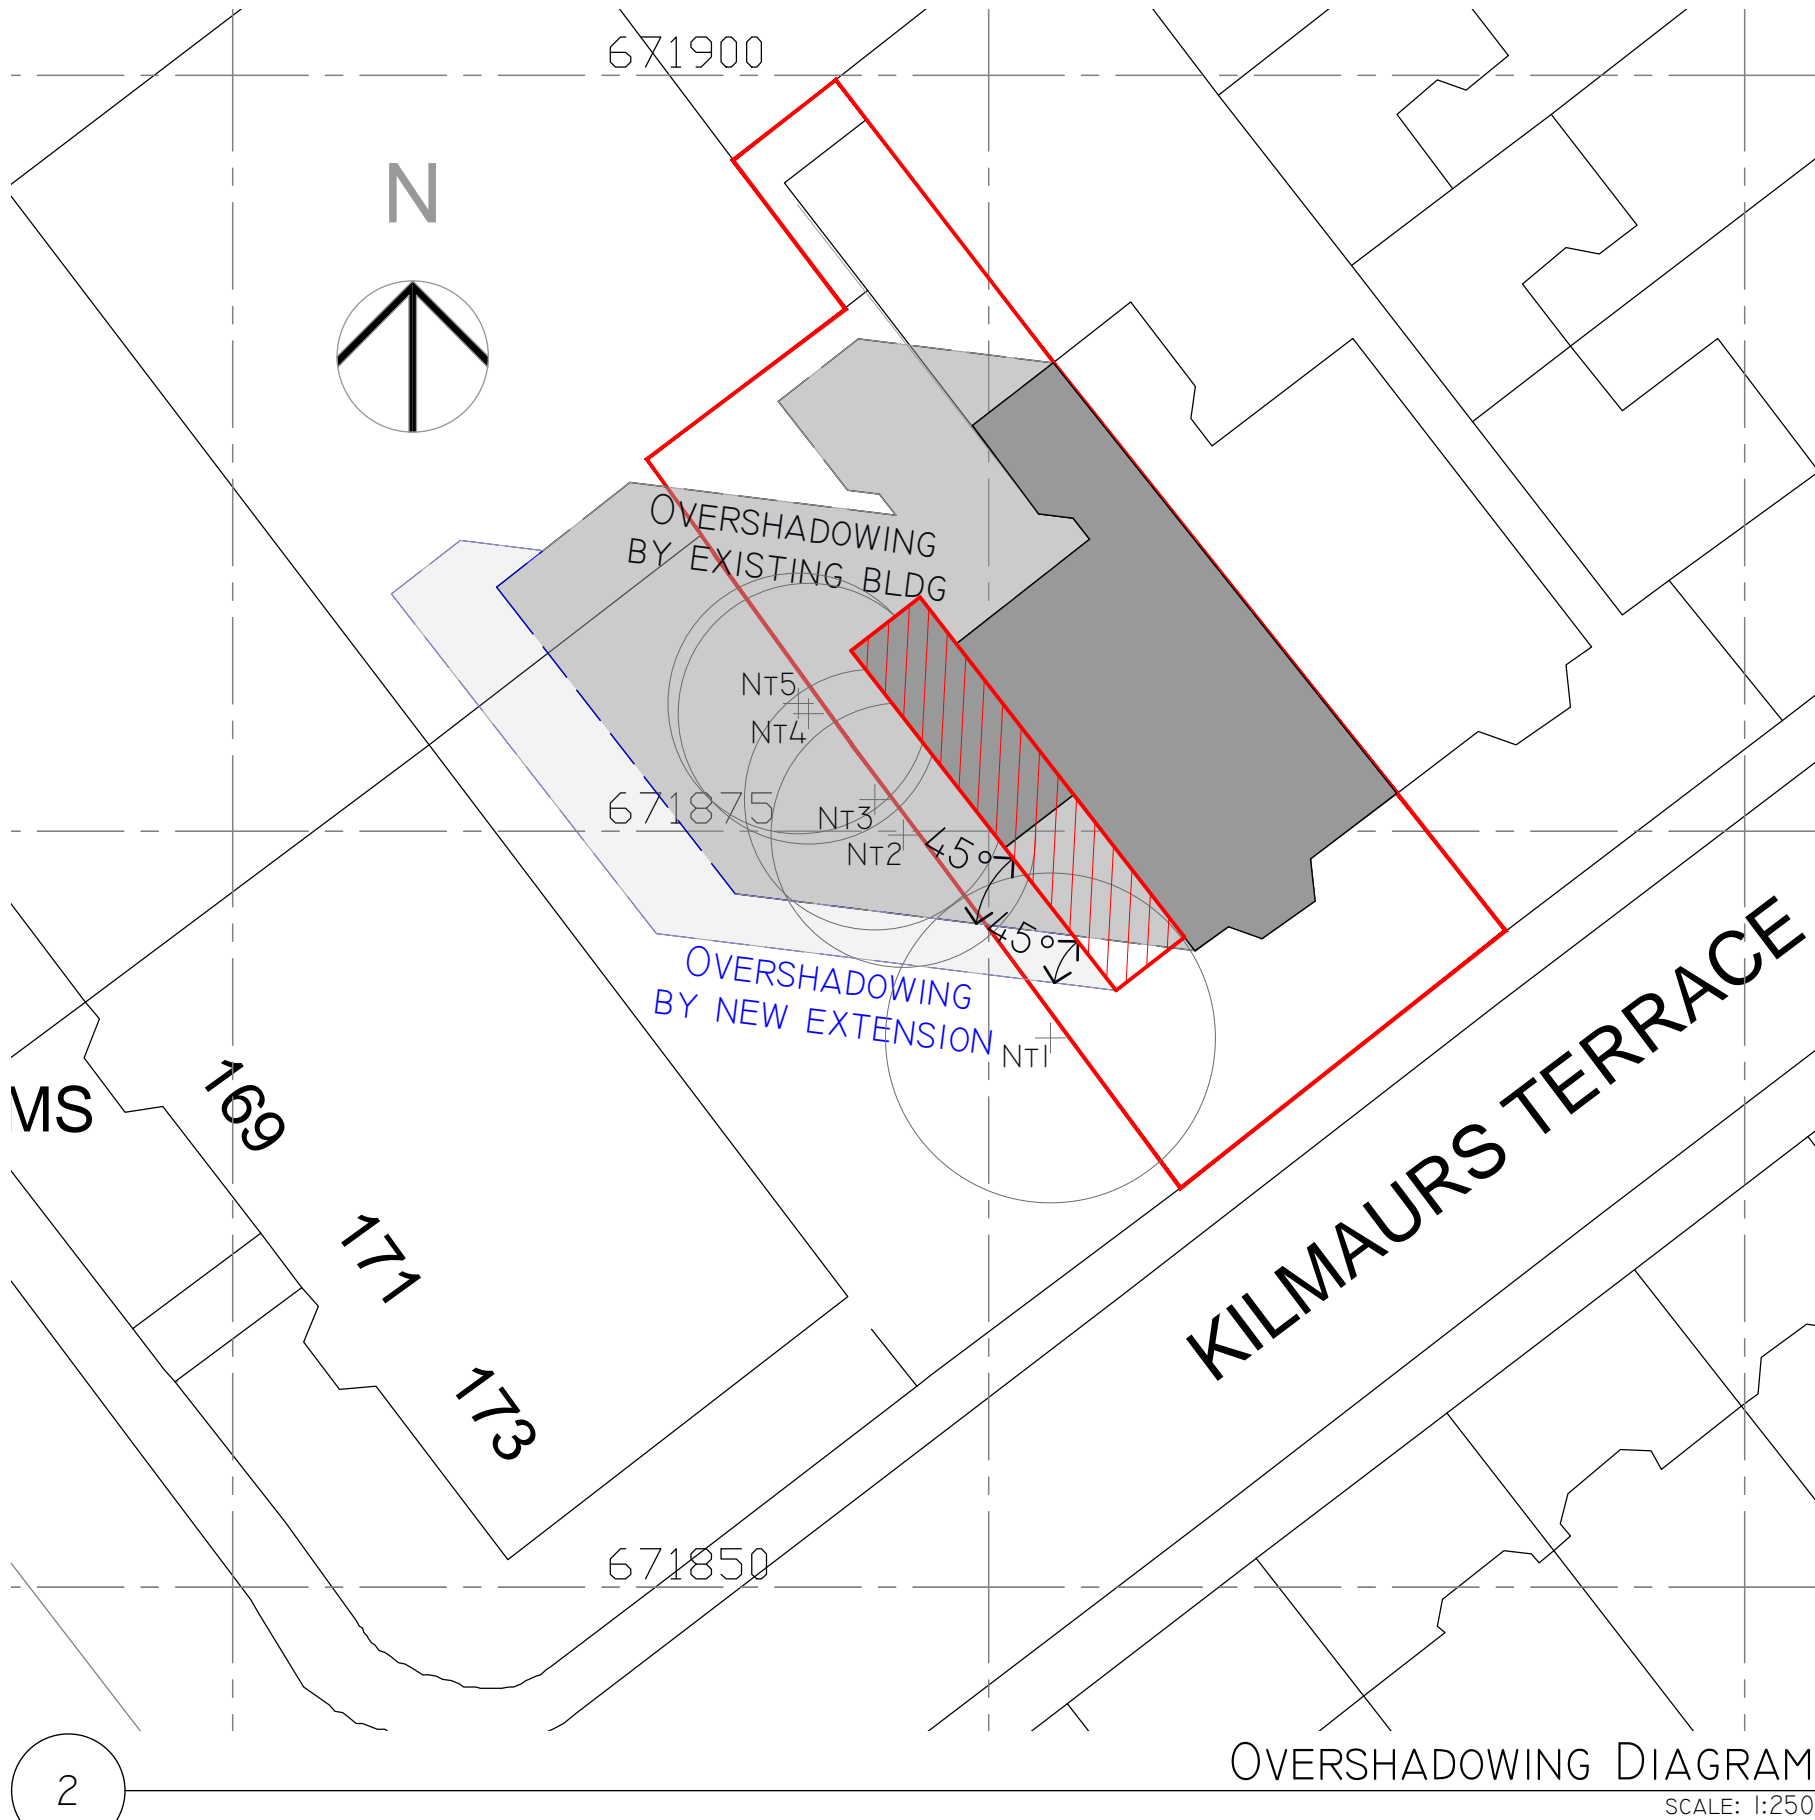 671900
N
OVERSHADOWING
BY EXISTING BLDG
NT5
NT4
671875
NT3
NT2
45°
45°
OVERSHADOWING
BY NEW EXTENSION
NT1
KILMAURS TERRACE
MS
169
171
173
671850
2
OVERSHADOWING DIAGRAM
SCALE: 1:250